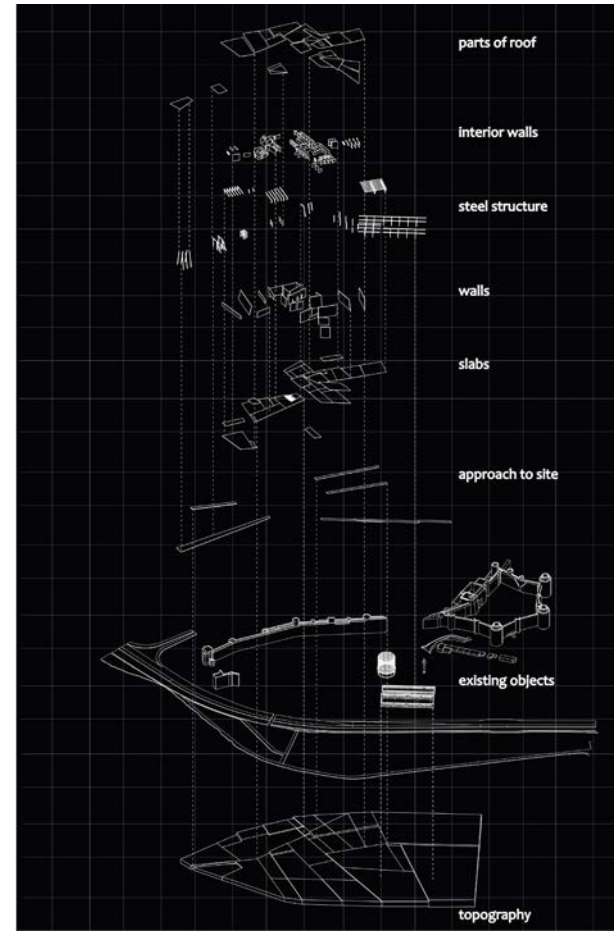 parts of roof
interior walls
steel structure
walls
slabs
approach to site
existing objects
topography